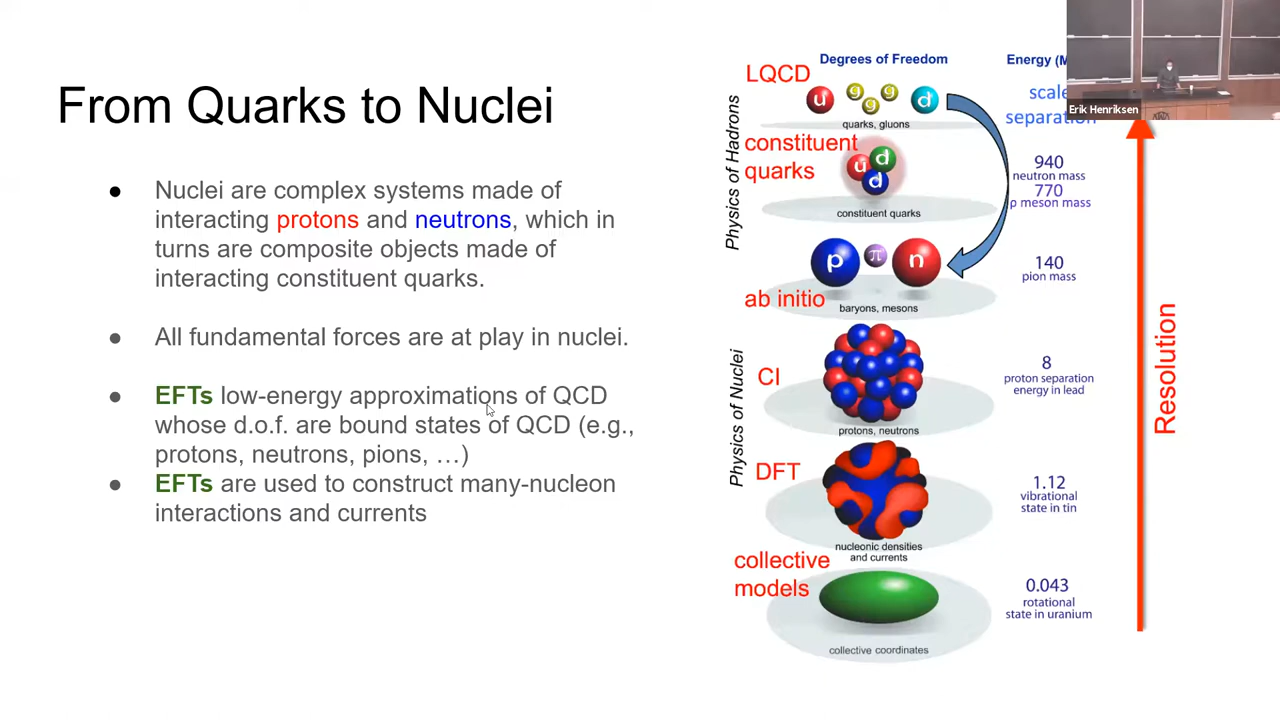 From Quarks to Nuclei
● Nuclei are complex systems made of
interacting protons and neutrons, which in
turns are composite objects made of
interacting constituent quarks.
● All fundamental forces are at play in nuclei.
● EFTs low-energy approximations of QCD
whose d.o.f. are bound states of QCD (e.g.,
protons, neutrons, pions, …)
● EFTs are used to construct many-nucleon
interactions and currents
Degrees of Freedom
Energy (M
LQCD
u g g g d
quarks, gluons
scale
separation
Physics of Hadrons
constituent
quarks
u d d
constituent quarks
940
neutron mass
770
ρ meson mass
p π n
ab initio
baryons, mesons
140
pion mass
Physics of Nuclei
CI
protons, neutrons
8
proton separation
energy in lead
DFT
nucleonic densities
and currents
1.12
vibrational
state in tin
collective
models
collective coordinates
0.043
rotational
state in uranium
Resolution
Erik Henriksen